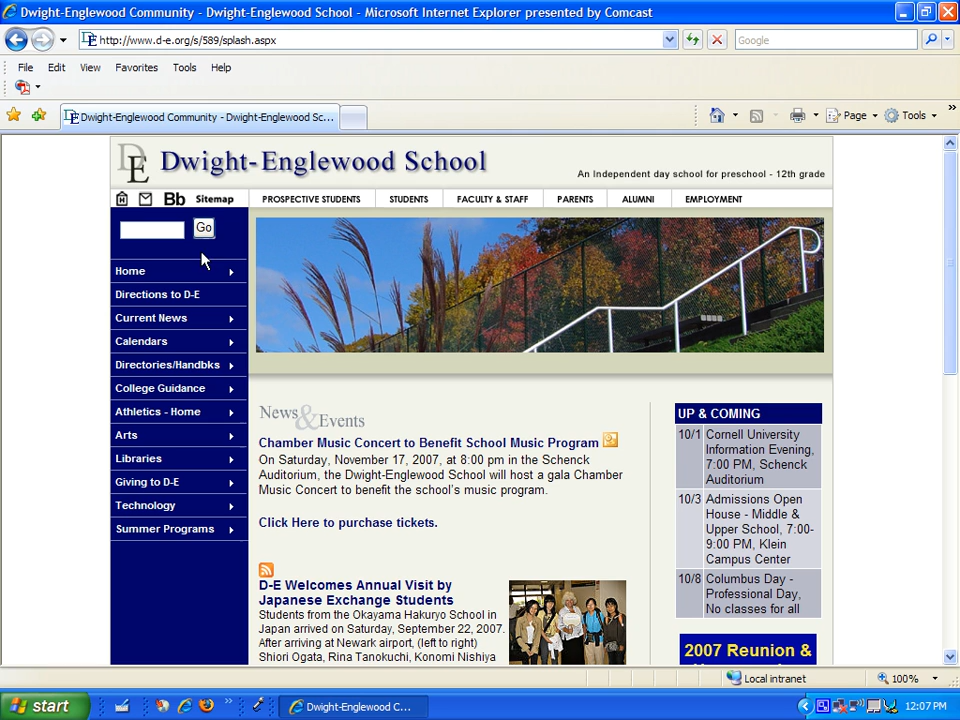 Dwight-Englewood Community - Dwight-Englewood School - Microsoft Internet Explorer presented by Comcast
http://www.d-e.org/s/589/splash.aspx
Google
File Edit View Favorites Tools Help
Dwight-Englewood Community - Dwight-Englewood Sc...
Page Tools
DE Dwight-Englewood School
An Independent day school for preschool - 12th grade
Bb Sitemap
PROSPECTIVE STUDENTS STUDENTS FACULTY & STAFF PARENTS ALUMNI EMPLOYMENT
Go
Home
Directions to D-E
Current News
Calendars
Directories/Handbks
College Guidance
Athletics - Home
Arts
Libraries
Giving to D-E
Technology
Summer Programs
News & Events
Chamber Music Concert to Benefit School Music Program
On Saturday, November 17, 2007, at 8:00 pm in the Schenck
Auditorium, the Dwight-Englewood School will host a gala Chamber
Music Concert to benefit the school's music program.
Click Here to purchase tickets.
D-E Welcomes Annual Visit by
Japanese Exchange Students
Students from the Okayama Hakuryo School in
Japan arrived on Saturday, September 22, 2007.
After arriving at Newark airport, (left to right)
Shiori Ogata, Rina Tanokuchi, Konomi Nishiya
UP & COMING
10/1 Cornell University
Information Evening,
7:00 PM, Schenck
Auditorium
10/3 Admissions Open
House - Middle &
Upper School, 7:00-
9:00 PM, Klein
Campus Center
10/8 Columbus Day -
Professional Day,
No classes for all
2007 Reunion &
Local intranet
100%
start
Dwight-Englewood C...
12:07 PM